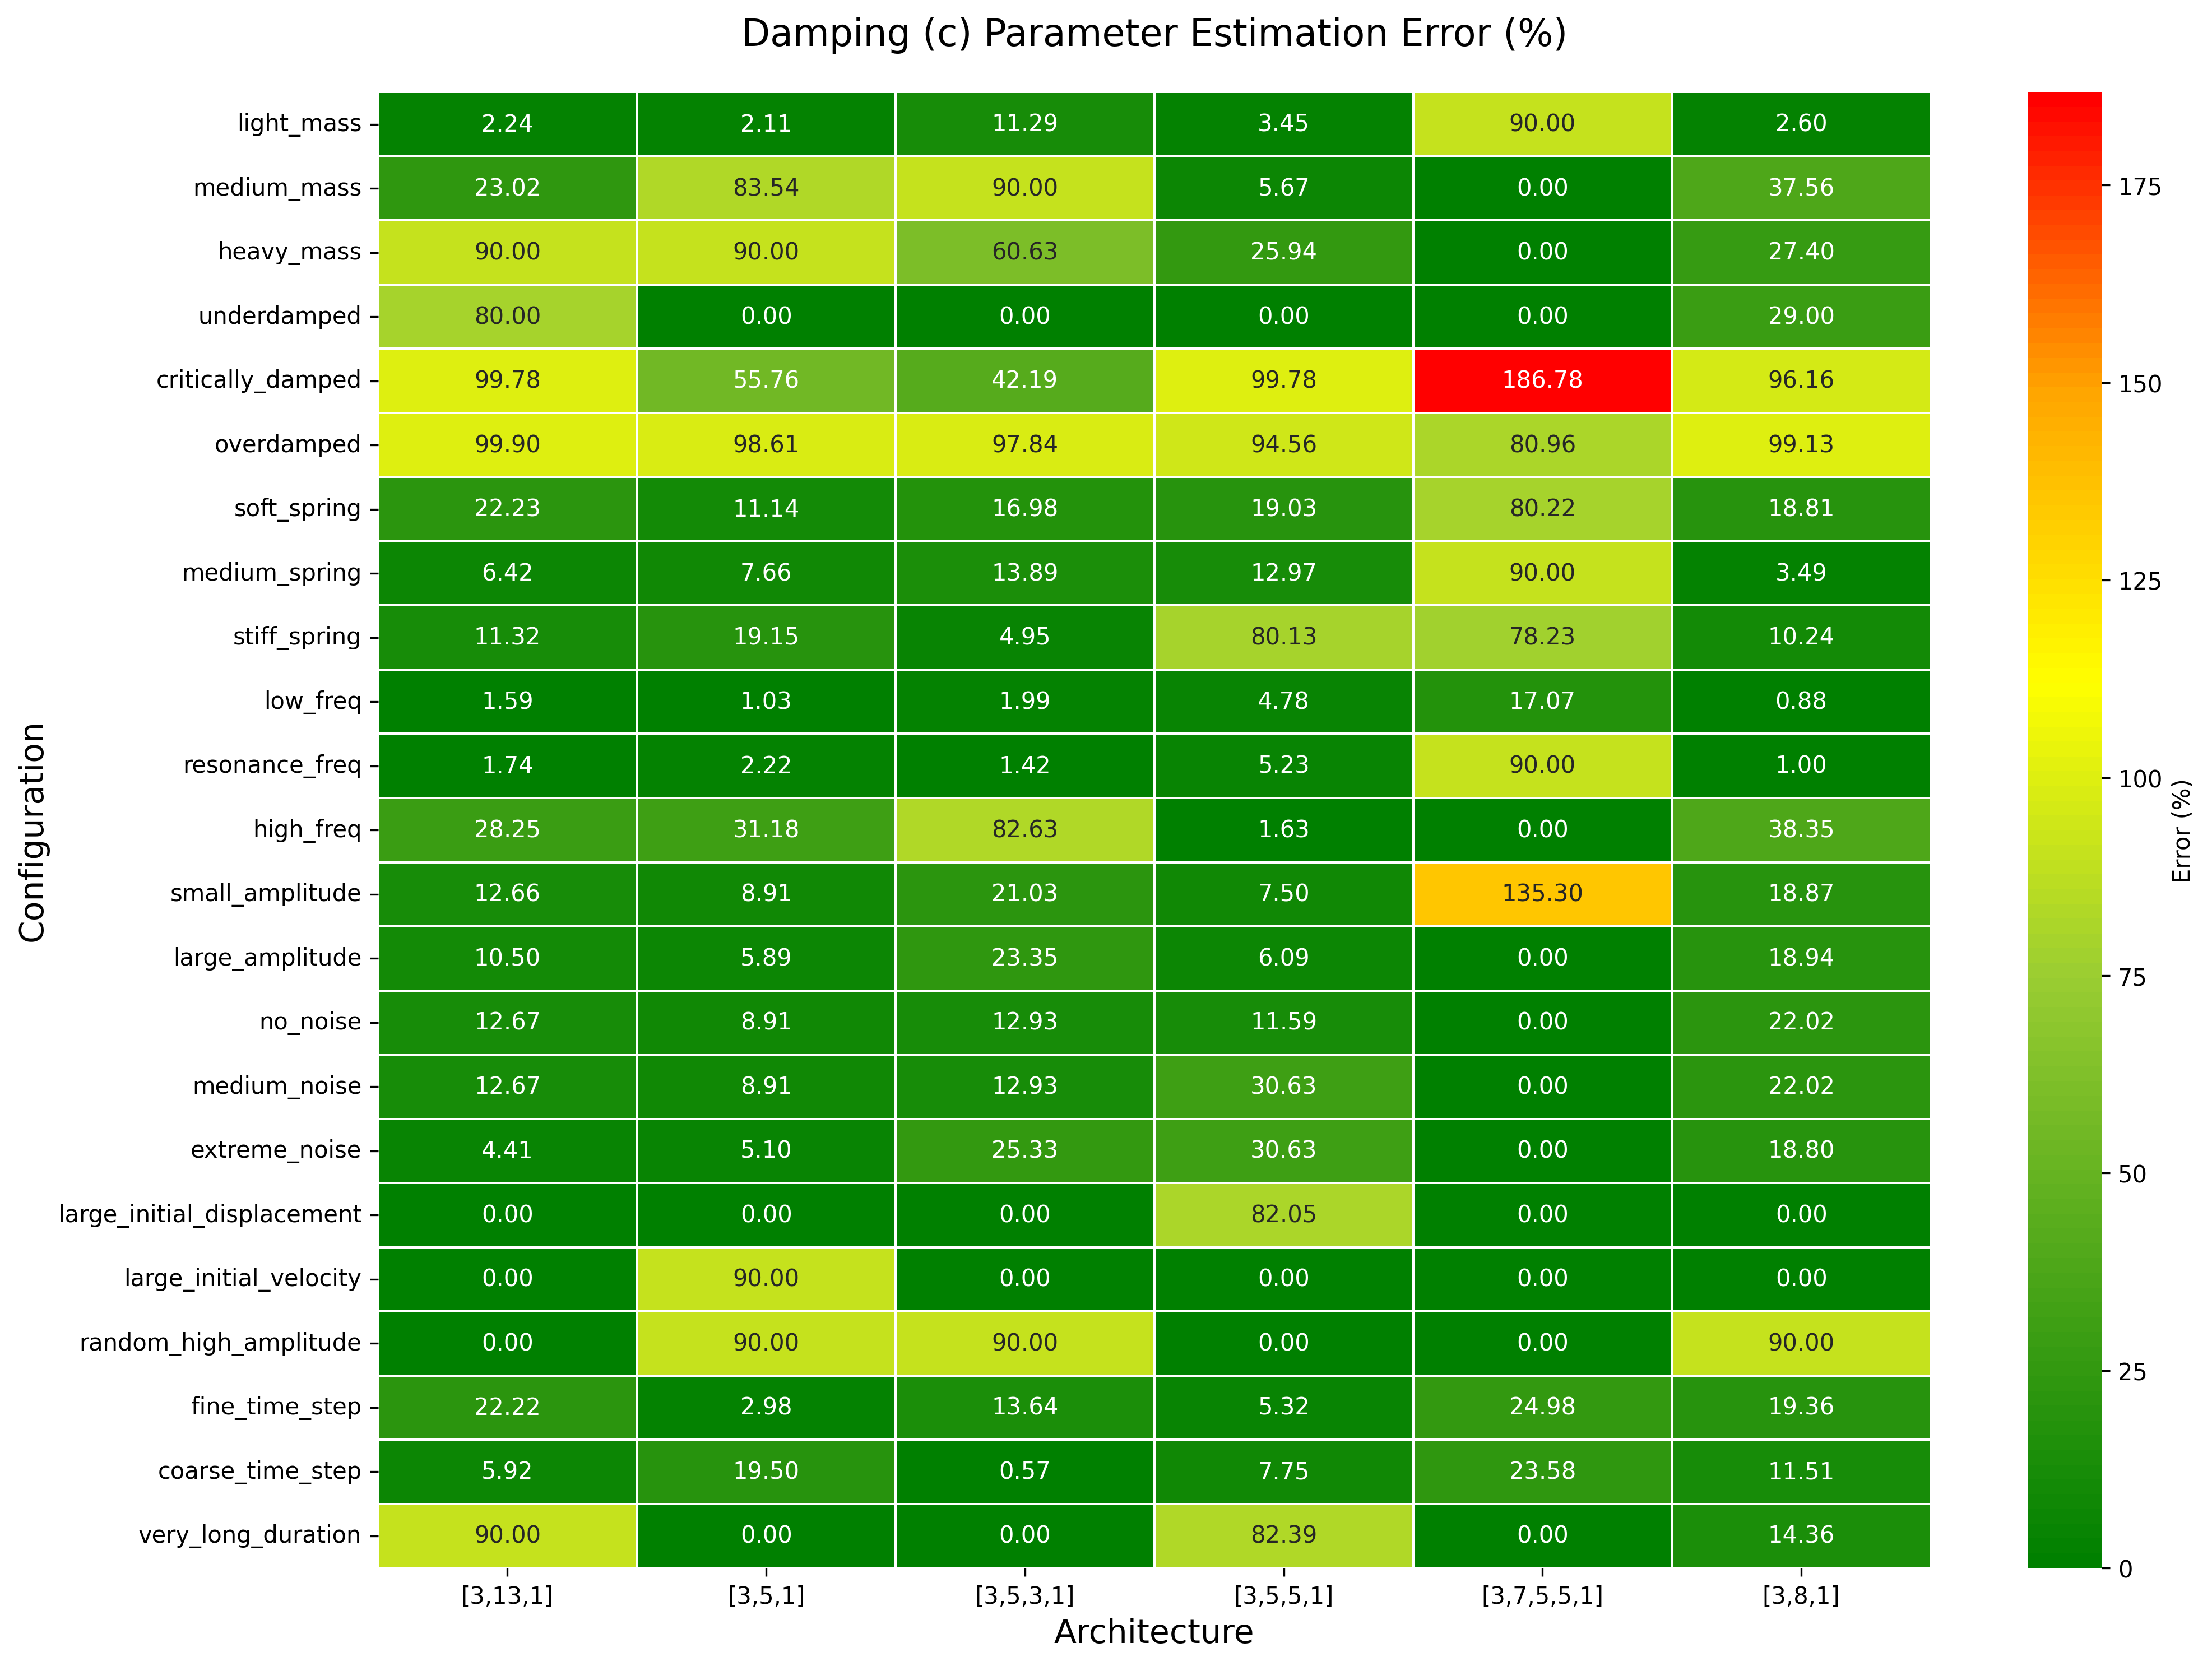 Damping (c) Parameter Estimation Error (%)
light_mass 2.24 2.11 11.29 3.45 90.00 2.60
medium_mass 23.02 83.54 90.00 5.67 0.00 37.56
heavy_mass 90.00 90.00 60.63 25.94 0.00 27.40
underdamped 80.00 0.00 0.00 0.00 0.00 29.00
critically_damped 99.78 55.76 42.19 99.78 186.78 96.16
overdamped 99.90 98.61 97.84 94.56 80.96 99.13
soft_spring 22.23 11.14 16.98 19.03 80.22 18.81
medium_spring 6.42 7.66 13.89 12.97 90.00 3.49
stiff_spring 11.32 19.15 4.95 80.13 78.23 10.24
low_freq 1.59 1.03 1.99 4.78 17.07 0.88
resonance_freq 1.74 2.22 1.42 5.23 90.00 1.00
high_freq 28.25 31.18 82.63 1.63 0.00 38.35
small_amplitude 12.66 8.91 21.03 7.50 135.30 18.87
large_amplitude 10.50 5.89 23.35 6.09 0.00 18.94
no_noise 12.67 8.91 12.93 11.59 0.00 22.02
medium_noise 12.67 8.91 12.93 30.63 0.00 22.02
extreme_noise 4.41 5.10 25.33 30.63 0.00 18.80
large_initial_displacement 0.00 0.00 0.00 82.05 0.00 0.00
large_initial_velocity 0.00 90.00 0.00 0.00 0.00 0.00
random_high_amplitude 0.00 90.00 90.00 0.00 0.00 90.00
fine_time_step 22.22 2.98 13.64 5.32 24.98 19.36
coarse_time_step 5.92 19.50 0.57 7.75 23.58 11.51
very_long_duration 90.00 0.00 0.00 82.39 0.00 14.36
[3,13,1] [3,5,1] [3,5,3,1] [3,5,5,1] [3,7,5,5,1] [3,8,1]
Architecture
Configuration
175
150
125
100
75
50
25
0
Error (%)